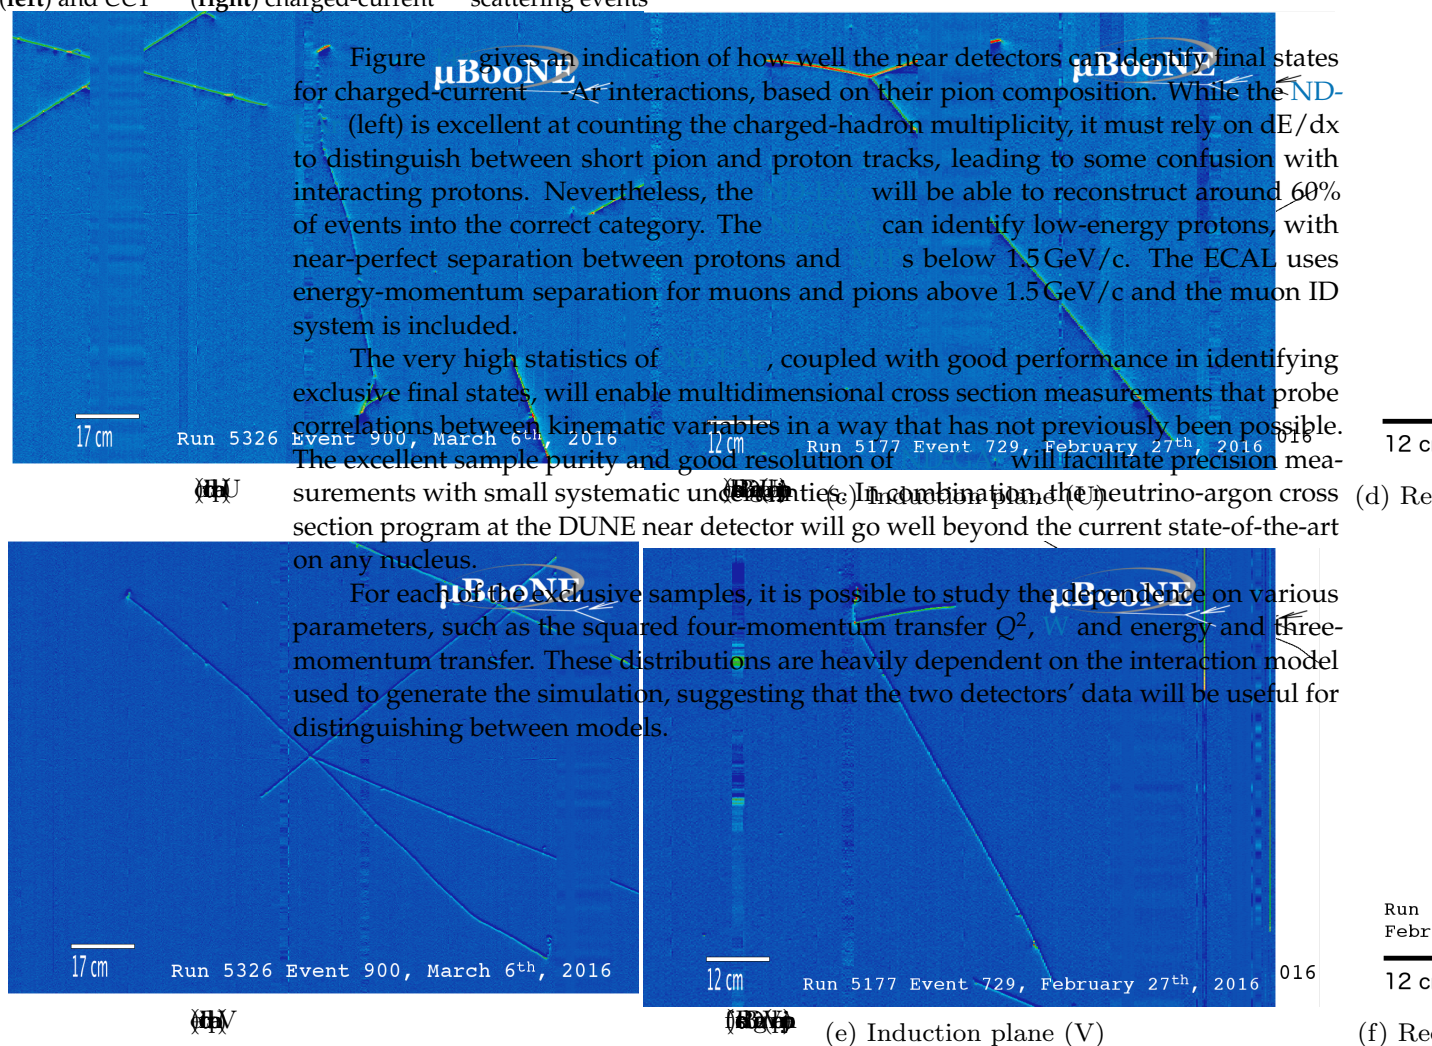 (left) and CC1 (right) charged-current scattering events
Figure gives an indication of how well the near detectors can identify final states
for charged-current -Ar interactions, based on their pion composition. While the ND-
(left) is excellent at counting the charged-hadron multiplicity, it must rely on dE/dx
to distinguish between short pion and proton tracks, leading to some confusion with
interacting protons. Nevertheless, the will be able to reconstruct around 60%
of events into the correct category. The can identify low-energy protons, with
near-perfect separation between protons and s below 1.5 GeV/c. The ECAL uses
energy-momentum separation for muons and pions above 1.5 GeV/c and the muon ID
system is included.
The very high statistics of , coupled with good performance in identifying
exclusive final states, will enable multidimensional cross section measurements that probe
correlations between kinematic variables in a way that has not previously been possible.
The excellent sample purity and good resolution of will facilitate precision mea-
surements with small systematic uncertainties. In combination, the neutrino-argon cross
section program at the DUNE near detector will go well beyond the current state-of-the-art
on any nucleus.
For each of the exclusive samples, it is possible to study the dependence on various
parameters, such as the squared four-momentum transfer Q², W and energy and three-
momentum transfer. These distributions are heavily dependent on the interaction model
used to generate the simulation, suggesting that the two detectors' data will be useful for
distinguishing between models.
µBooNE
µBooNE
17 cm
Run 5326 Event 900, March 6th, 2016
12 cm
Run 5177 Event 729, February 27th, 2016
016
12 cm
(c) Induction plane (U)
(d) Re
µBooNE
µBooNE
17 cm
Run 5326 Event 900, March 6th, 2016
12 cm
Run 5177 Event 729, February 27th, 2016
016
Run
Febr
12 cm
(e) Induction plane (V)
(f) Re